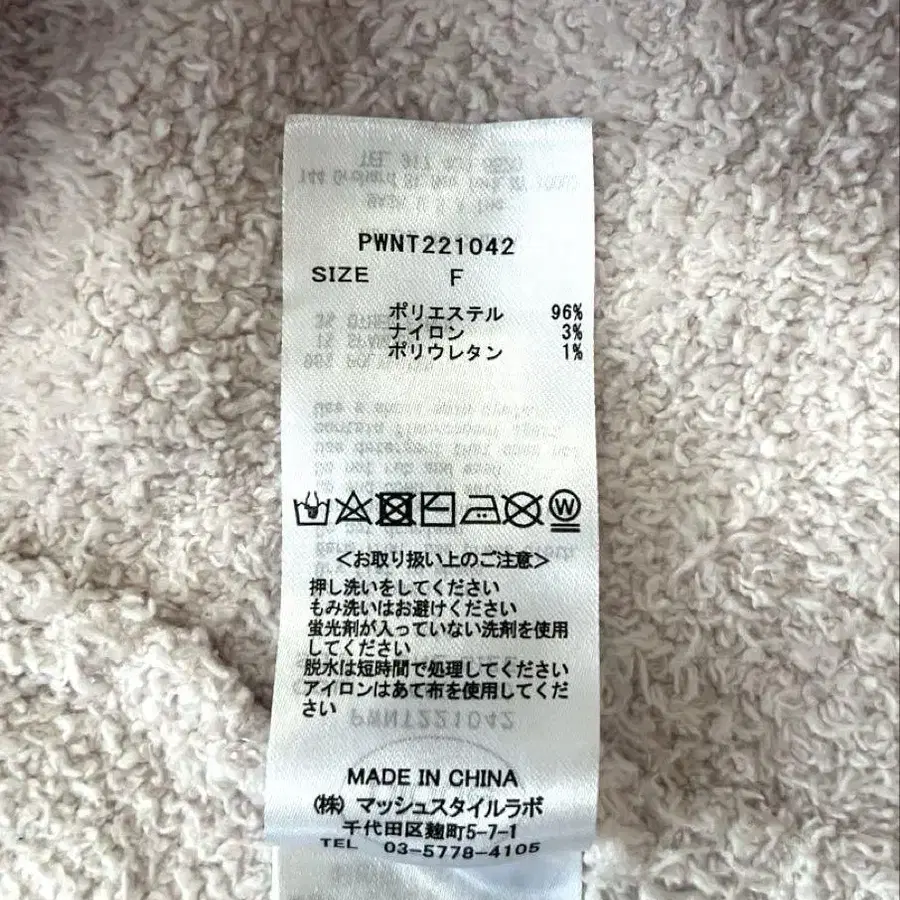 PWNT221042
SIZE F
ポリエステル 96%
ナイロン 3%
ポリウレタン 1%
W
<お取り扱い上のご注意>
押し洗いをしてください
もみ洗いはお避けください
蛍光剤が入っていない洗剤を使用
してください
脱水は短時間で処理してください
アイロンはあて布を使用してくだ
さい
PWNT221042
MADE IN CHINA
(株) マッシュスタイルラボ
千代田区麹町5-7-1
TEL 03-5778-4105